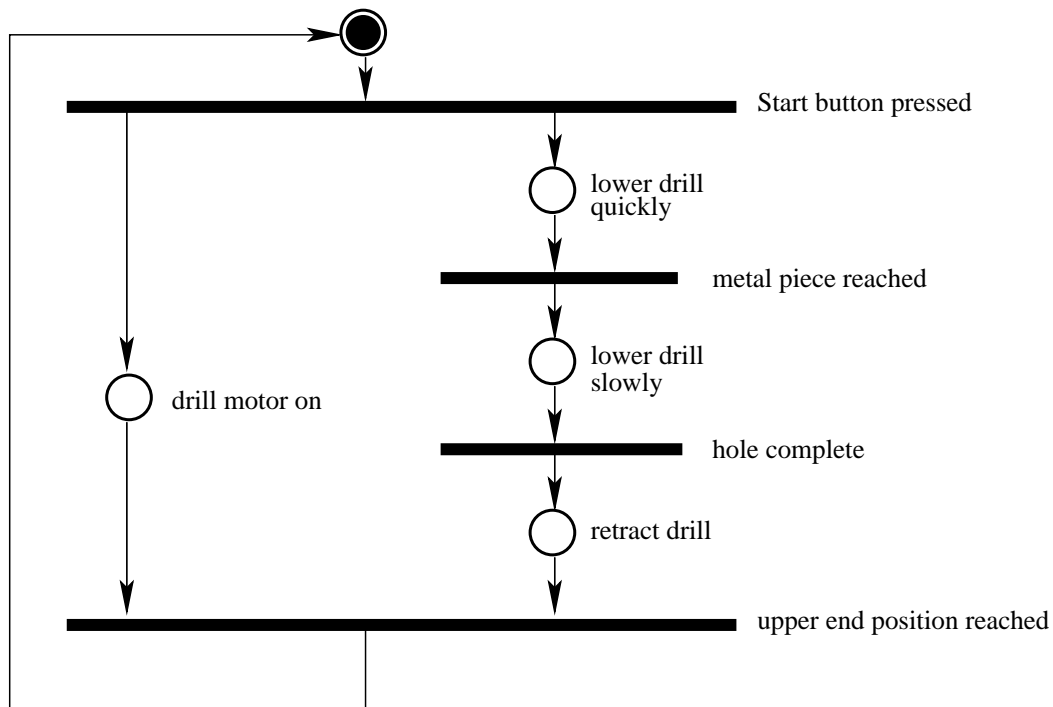 Start button pressed
lower drill
quickly
metal piece reached
lower drill
slowly
drill motor on
hole complete
retract drill
upper end position reached